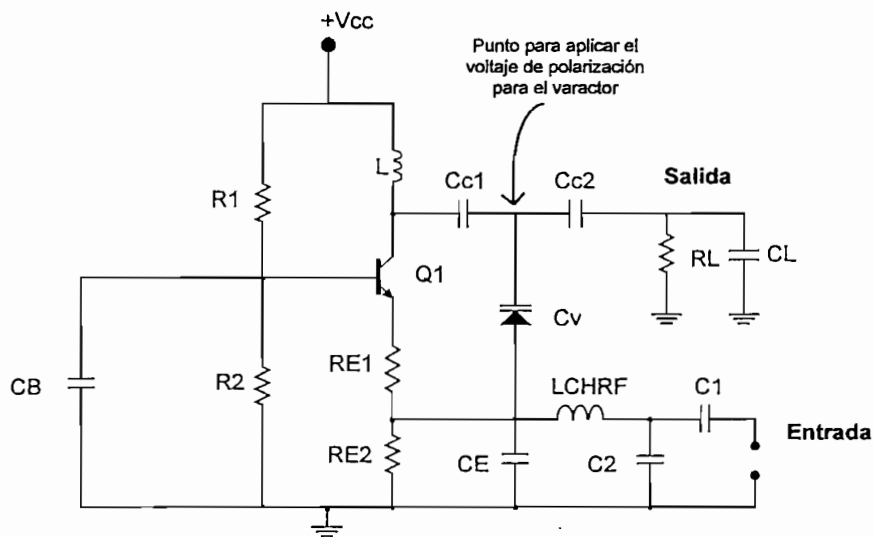 +Vcc
Punto para aplicar el
voltaje de polarización
para el varactor
L
Cc1
Cc2
Salida
R1
RL
CL
Q1
Cv
CB
R2
RE1
LCHRF
C1
Entrada
RE2
CE
C2